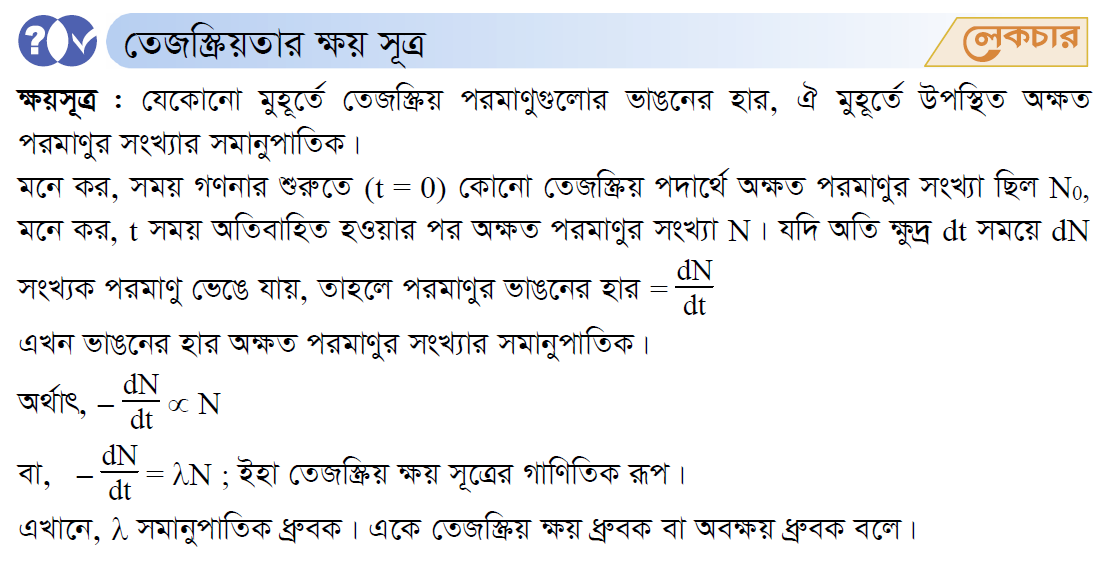 ?
তেজস্ক্রিয়তার ক্ষয় সূত্র
লেকচার
ক্ষয়সূত্র : যেকোনো মুহূর্তে তেজস্ক্রিয় পরমাণুগুলোর ভাঙনের হার, ঐ মুহূর্তে উপস্থিত অক্ষত
পরমাণুর সংখ্যার সমানুপাতিক।
মনে কর, সময় গণনার শুরুতে (t = 0) কোনো তেজস্ক্রিয় পদার্থে অক্ষত পরমাণুর সংখ্যা ছিল N₀,
মনে কর, t সময় অতিবাহিত হওয়ার পর অক্ষত পরমাণুর সংখ্যা N। যদি অতি ক্ষুদ্র dt সময়ে dN
সংখ্যক পরমাণু ভেঙে যায়, তাহলে পরমাণুর ভাঙনের হার = dN/dt
এখন ভাঙনের হার অক্ষত পরমাণুর সংখ্যার সমানুপাতিক।
অর্থাৎ, – dN/dt ∝ N
বা, – dN/dt = λN ; ইহা তেজস্ক্রিয় ক্ষয় সূত্রের গাণিতিক রূপ।
এখানে, λ সমানুপাতিক ধ্রুবক। একে তেজস্ক্রিয় ক্ষয় ধ্রুবক বা অবক্ষয় ধ্রুবক বলে।